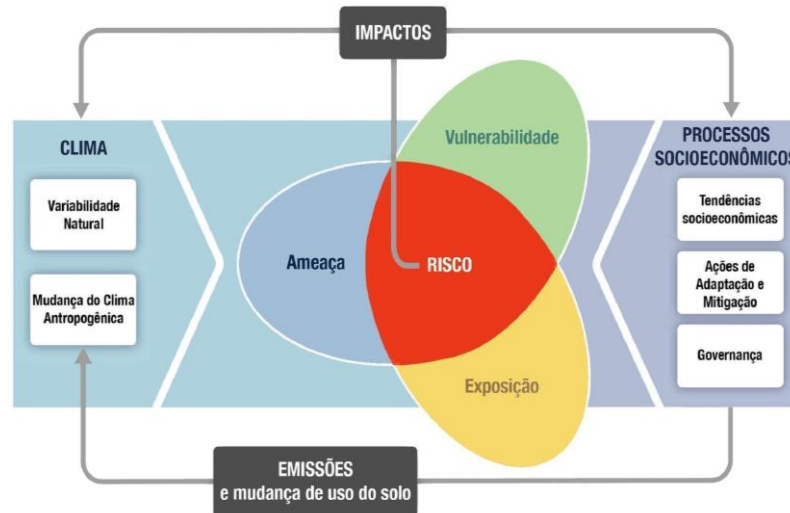 IMPACTOS
CLIMA
Variabilidade
Natural
Mudança do Clima
Antropogênica
Vulnerabilidade
Ameaça
RISCO
Exposição
PROCESSOS
SOCIOECONÔMICOS
Tendências
socioeconômicas
Ações de
Adaptação e
Mitigação
Governança
EMISSÕES
e mudança de uso do solo